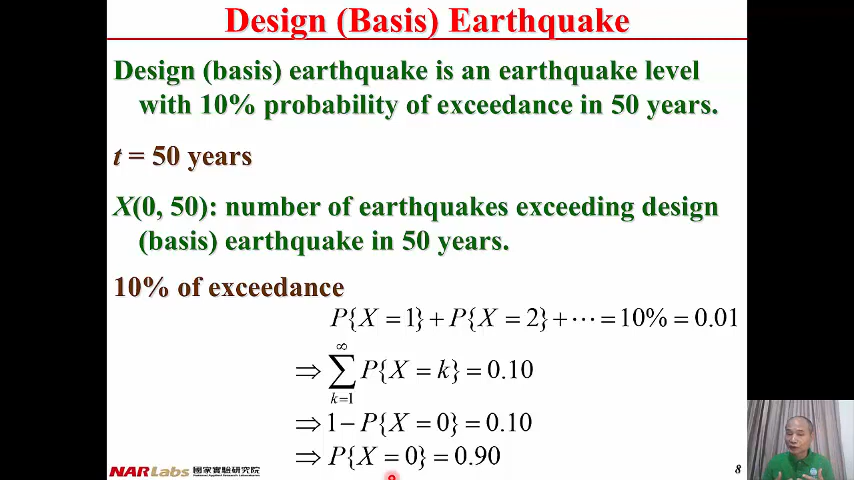 Design (Basis) Earthquake
Design (basis) earthquake is an earthquake level
with 10% probability of exceedance in 50 years.
t = 50 years
X(0, 50): number of earthquakes exceeding design
(basis) earthquake in 50 years.
10% of exceedance
P{X = 1} + P{X = 2} + ⋯ = 10% = 0.01
⇒ ∑_{k=1}^{∞} P{X = k} = 0.10
⇒ 1 − P{X = 0} = 0.10
⇒ P{X = 0} = 0.90
NARLabs 國家實驗研究院
8